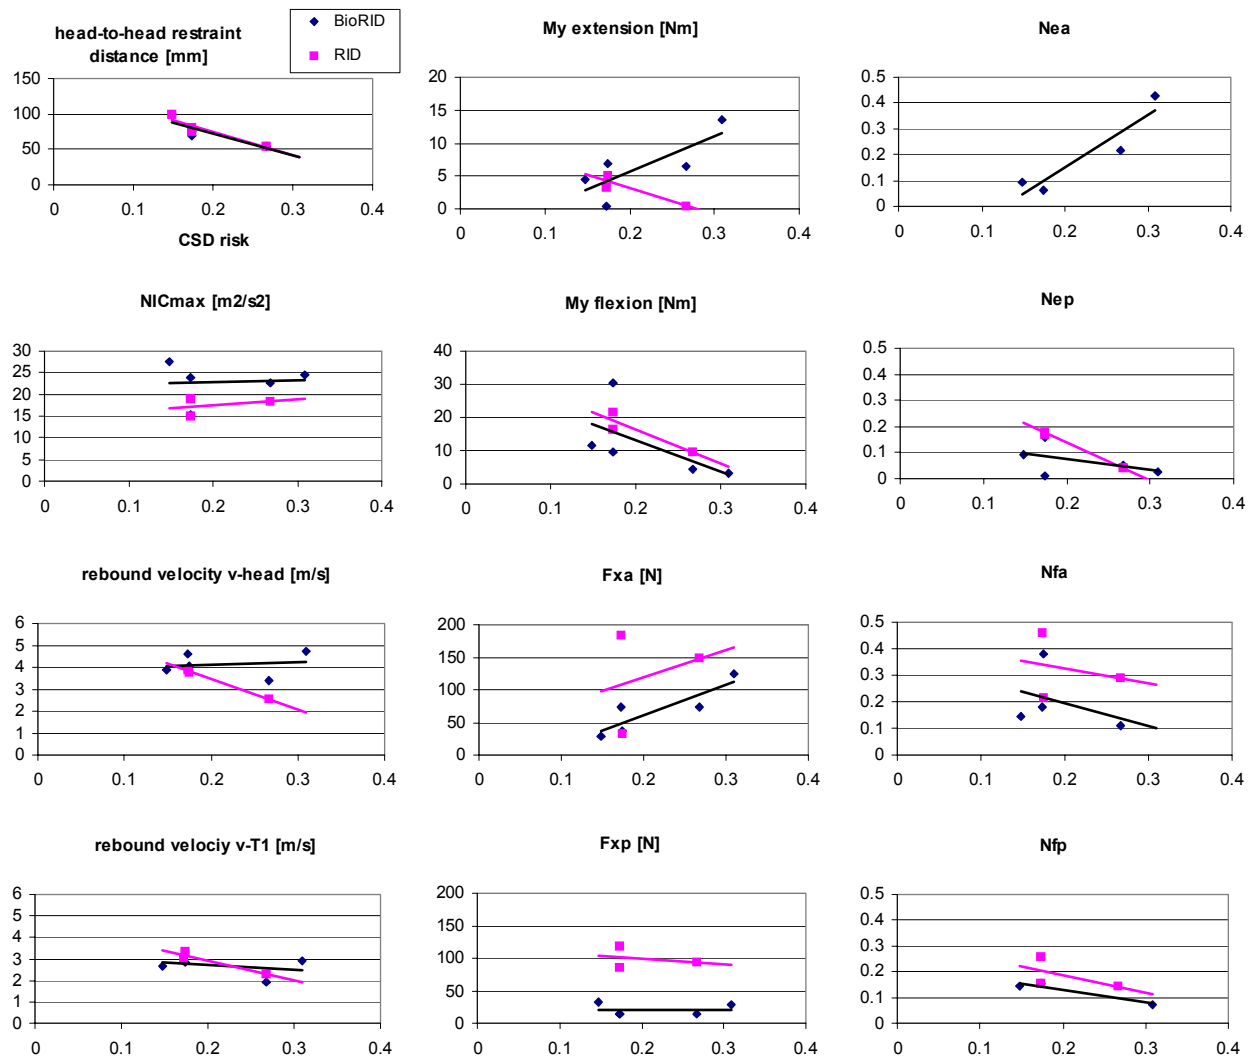 head-to-head restraint
distance [mm]
BioRID
RID
150
100
50
0
0 0.1 0.2 0.3 0.4
CSD risk
My extension [Nm]
20
15
10
5
0
0 0.1 0.2 0.3 0.4
Nea
0.5
0.4
0.3
0.2
0.1
0
0 0.1 0.2 0.3 0.4
NICmax [m2/s2]
30
25
20
15
10
5
0
0 0.1 0.2 0.3 0.4
My flexion [Nm]
40
30
20
10
0
0 0.1 0.2 0.3 0.4
Nep
0.5
0.4
0.3
0.2
0.1
0
0 0.1 0.2 0.3 0.4
rebound velocity v-head [m/s]
6
5
4
3
2
1
0
0 0.1 0.2 0.3 0.4
Fxa [N]
200
150
100
50
0
0 0.1 0.2 0.3 0.4
Nfa
0.5
0.4
0.3
0.2
0.1
0
0 0.1 0.2 0.3 0.4
rebound velociy v-T1 [m/s]
6
5
4
3
2
1
0
0 0.1 0.2 0.3 0.4
Fxp [N]
200
150
100
50
0
0 0.1 0.2 0.3 0.4
Nfp
0.5
0.4
0.3
0.2
0.1
0
0 0.1 0.2 0.3 0.4